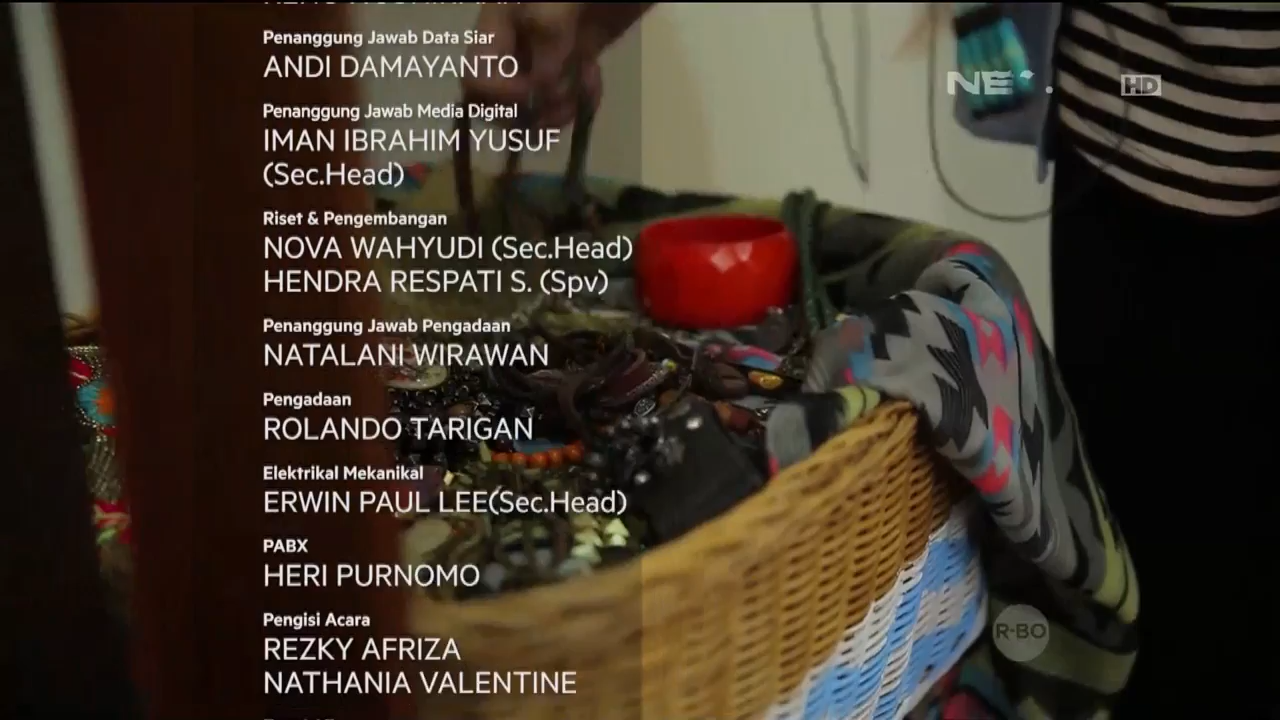 Penanggung Jawab Data Siar
ANDI DAMAYANTO
Penanggung Jawab Media Digital
IMAN IBRAHIM YUSUF
(Sec.Head)
Riset & Pengembangan
NOVA WAHYUDI (Sec.Head)
HENDRA RESPATI S. (Spv)
Penanggung Jawab Pengadaan
NATALANI WIRAWAN
Pengadaan
ROLANDO TARIGAN
Elektrikal Mekanikal
ERWIN PAUL LEE(Sec.Head)
PABX
HERI PURNOMO
Pengisi Acara
REZKY AFRIZA
NATHANIA VALENTINE
HD
R-BO